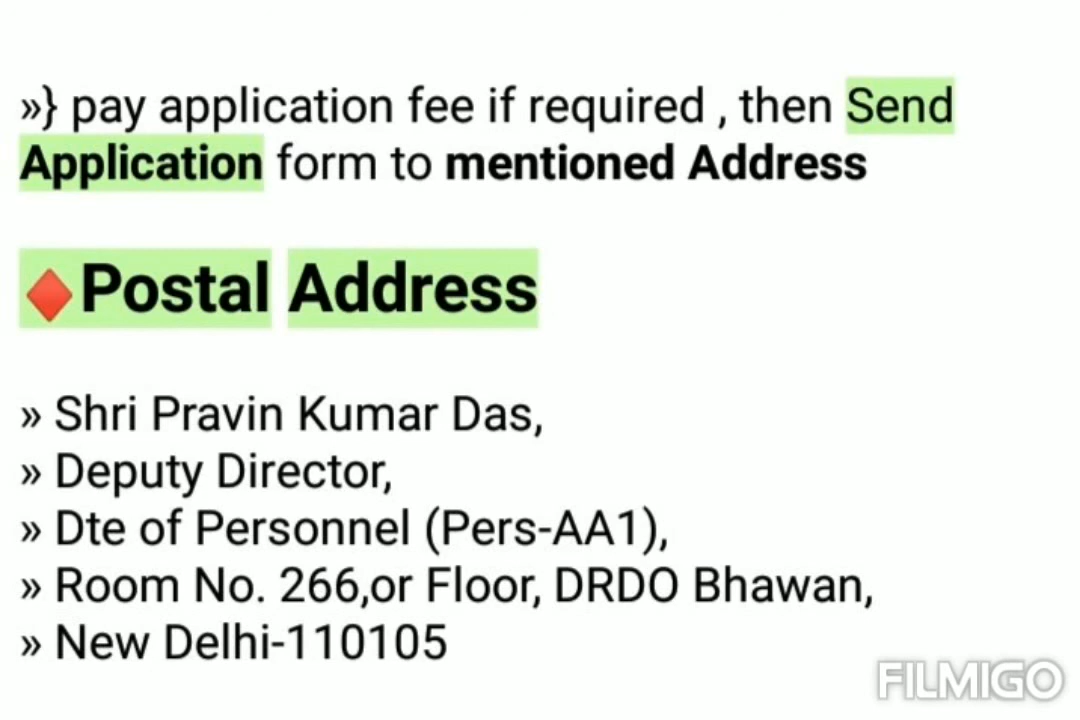 »} pay application fee if required , then Send
Application form to mentioned Address
♦Postal Address
» Shri Pravin Kumar Das,
» Deputy Director,
» Dte of Personnel (Pers-AA1),
» Room No. 266,or Floor, DRDO Bhawan,
» New Delhi-110105
FILMIGO